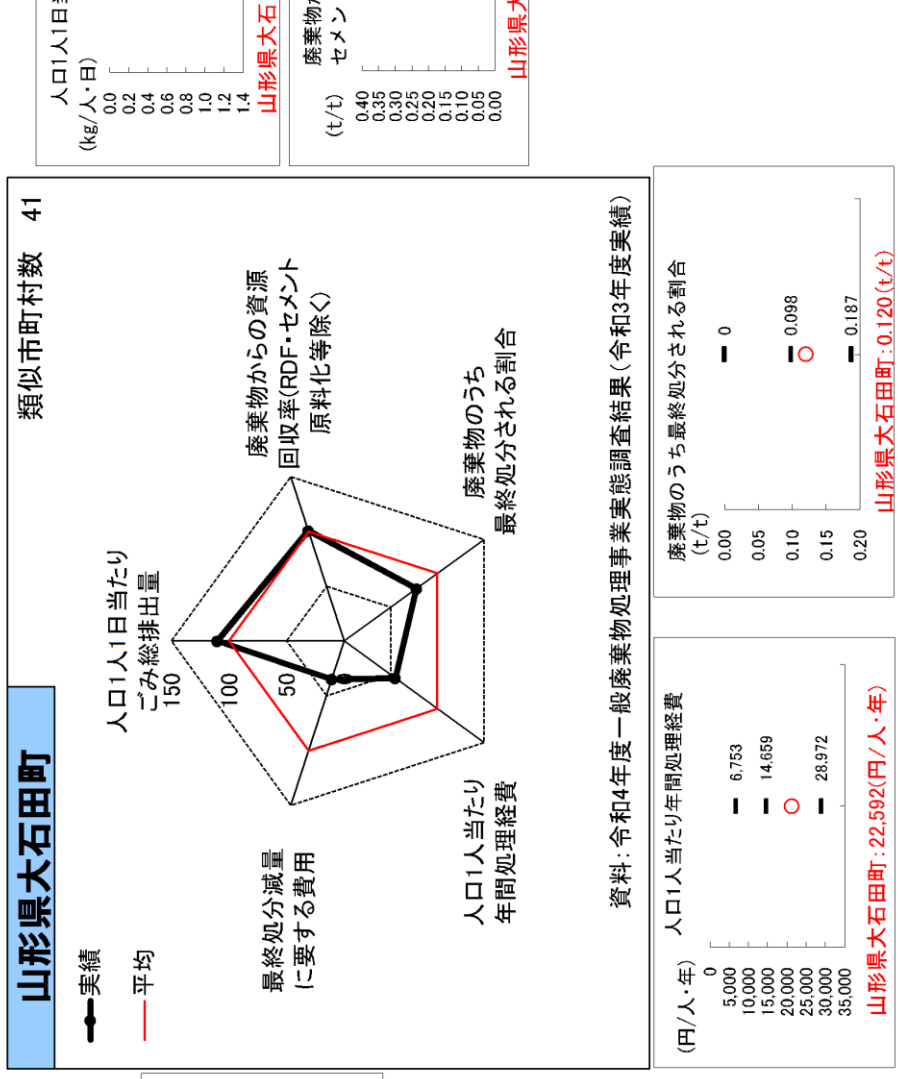 山形県大石田町
類似市町村数 41
実績
平均
人口1人1日当たり
ごみ総排出量
150
100
50
0
廃棄物からの資源
回収率(RDF・セメント
原料化等除く)
廃棄物のうち
最終処分される割合
人口1人当たり
年間処理経費
最終処分減量
に要する費用
資料:令和4年度一般廃棄物処理事業実態調査結果(令和3年度実績)
人口1人1日当
(kg/人・日)
0.0
0.2
0.4
0.6
0.8
1.0
1.2
1.4
山形県大石
廃棄物か
セメン
(t/t)
0.40
0.35
0.30
0.25
0.20
0.15
0.10
0.05
0.00
山形県大
人口1人当たり年間処理経費
(円/人・年)
0
5,000
10,000
15,000
20,000
25,000
30,000
35,000
6,753
14,659
28,972
山形県大石田町:22,592(円/人・年)
廃棄物のうち最終処分される割合
(t/t)
0.00
0.05
0.10
0.15
0.20
0
0.098
0.187
山形県大石田町:0.120(t/t)